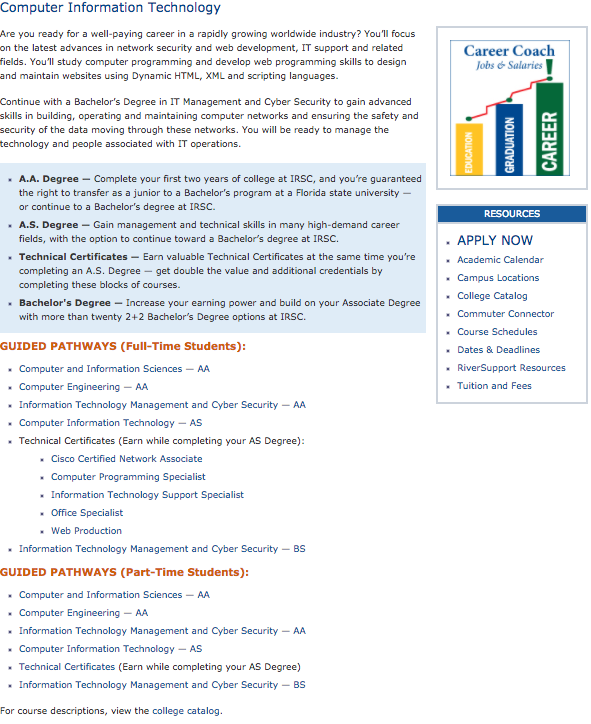 Computer Information Technology
Are you ready for a well-paying career in a rapidly growing worldwide industry? You’ll focus
on the latest advances in network security and web development, IT support and related
fields. You’ll study computer programming and develop web programming skills to design
and maintain websites using Dynamic HTML, XML and scripting languages.
Continue with a Bachelor’s Degree in IT Management and Cyber Security to gain advanced
skills in building, operating and maintaining computer networks and ensuring the safety and
security of the data moving through these networks. You will be ready to manage the
technology and people associated with IT operations.
A.A. Degree — Complete your first two years of college at IRSC, and you’re guaranteed
the right to transfer as a junior to a Bachelor’s program at a Florida state university —
or continue to a Bachelor’s degree at IRSC.
A.S. Degree — Gain management and technical skills in many high-demand career
fields, with the option to continue toward a Bachelor’s degree at IRSC.
Technical Certificates — Earn valuable Technical Certificates at the same time you’re
completing an A.S. Degree — get double the value and additional credentials by
completing these blocks of courses.
Bachelor's Degree — Increase your earning power and build on your Associate Degree
with more than twenty 2+2 Bachelor’s Degree options at IRSC.
GUIDED PATHWAYS (Full-Time Students):
Computer and Information Sciences — AA
Computer Engineering — AA
Information Technology Management and Cyber Security — AA
Computer Information Technology — AS
Technical Certificates (Earn while completing your AS Degree):
Cisco Certified Network Associate
Computer Programming Specialist
Information Technology Support Specialist
Office Specialist
Web Production
Information Technology Management and Cyber Security — BS
GUIDED PATHWAYS (Part-Time Students):
Computer and Information Sciences — AA
Computer Engineering — AA
Information Technology Management and Cyber Security — AA
Computer Information Technology — AS
Technical Certificates (Earn while completing your AS Degree)
Information Technology Management and Cyber Security — BS
For course descriptions, view the college catalog.
Career Coach
Jobs & Salaries
!
EDUCATION
GRADUATION
CAREER
RESOURCES
APPLY NOW
Academic Calendar
Campus Locations
College Catalog
Commuter Connector
Course Schedules
Dates & Deadlines
RiverSupport Resources
Tuition and Fees